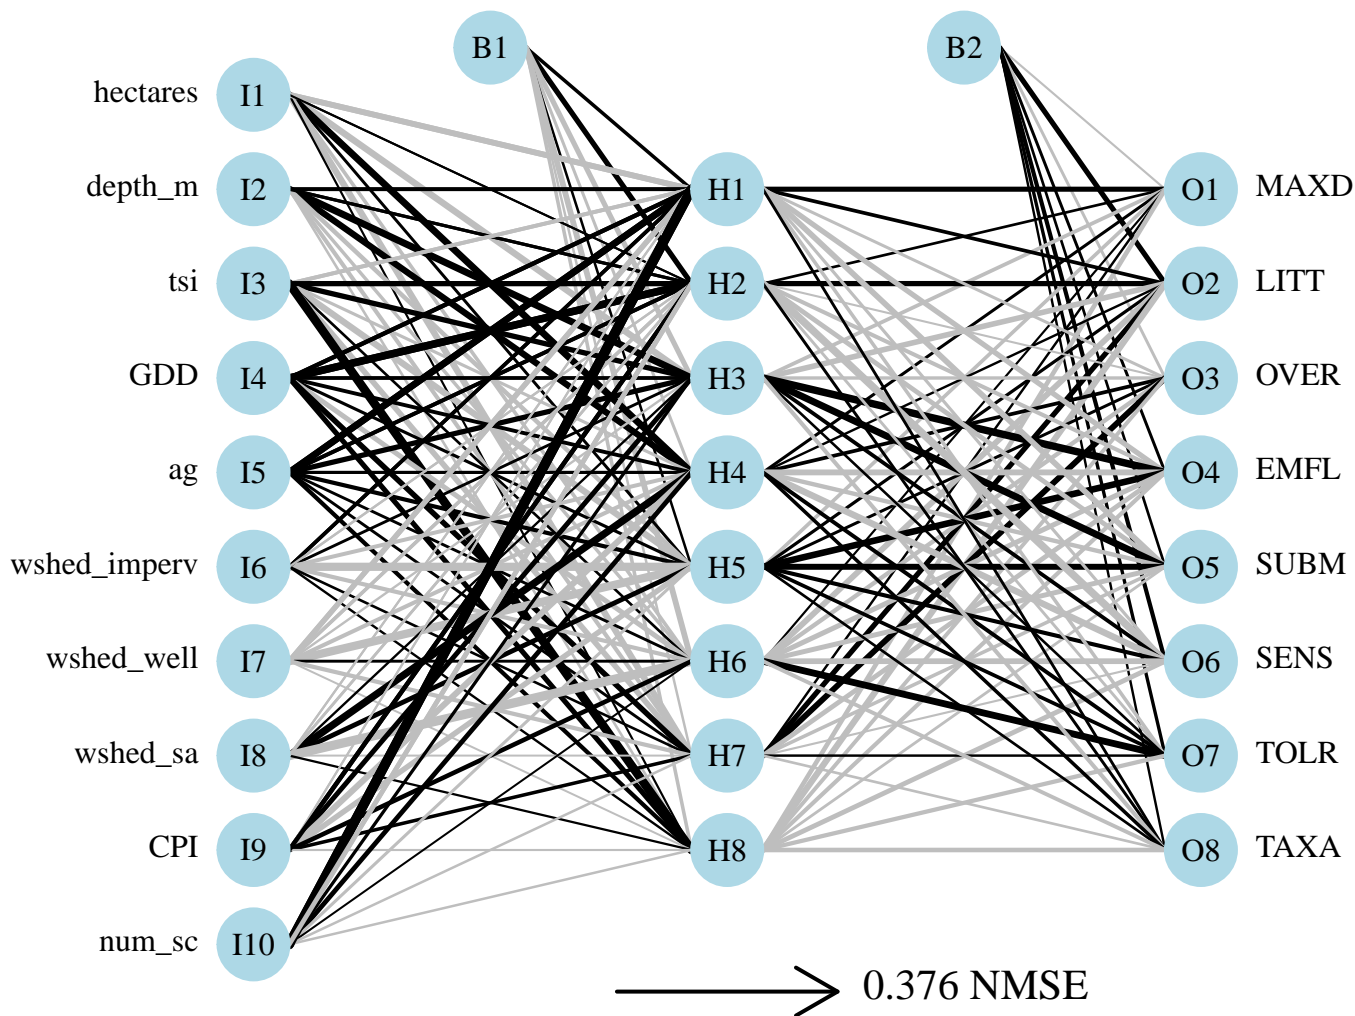 B1 B2
hectares I1
depth_m I2 H1 O1 MAXD
tsi I3 H2 O2 LITT
GDD I4 H3 O3 OVER
ag I5 H4 O4 EMFL
wshed_imperv I6 H5 O5 SUBM
wshed_well I7 H6 O6 SENS
wshed_sa I8 H7 O7 TOLR
CPI I9 H8 O8 TAXA
num_sc I10
0.376 NMSE